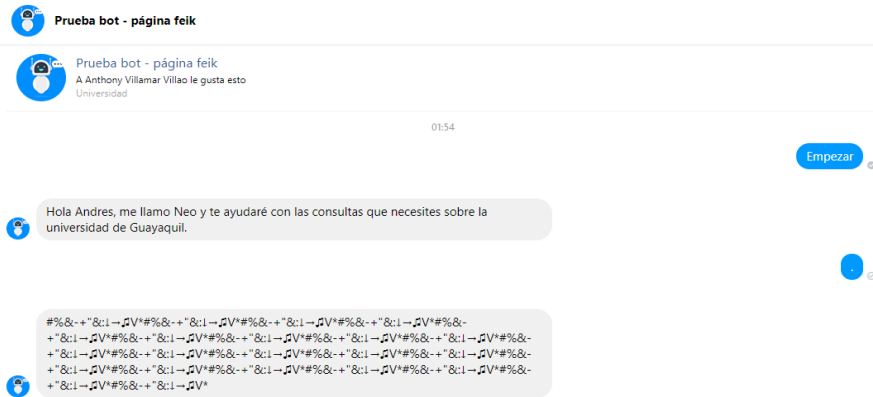 Prueba bot - página feik
Prueba bot - página feik
A Anthony Villamar Villao le gusta esto
Universidad
01:54
Empezar
Hola Andres, me llamo Neo y te ayudaré con las consultas que necesites sobre la
universidad de Guayaquil.
.
#%&-+"&:↓→♫V*#%&-+"&:↓→♫V*#%&-+"&:↓→♫V*#%&-+"&:↓→♫V*#%&-
+"&:↓→♫V*#%&-+"&:↓→♫V*#%&-+"&:↓→♫V*#%&-+"&:↓→♫V*#%&-+"&:↓→♫V*#%&-
+"&:↓→♫V*#%&-+"&:↓→♫V*#%&-+"&:↓→♫V*#%&-+"&:↓→♫V*#%&-+"&:↓→♫V*#%&-
+"&:↓→♫V*#%&-+"&:↓→♫V*#%&-+"&:↓→♫V*#%&-+"&:↓→♫V*#%&-+"&:↓→♫V*#%&-
+"&:↓→♫V*#%&-+"&:↓→♫V*